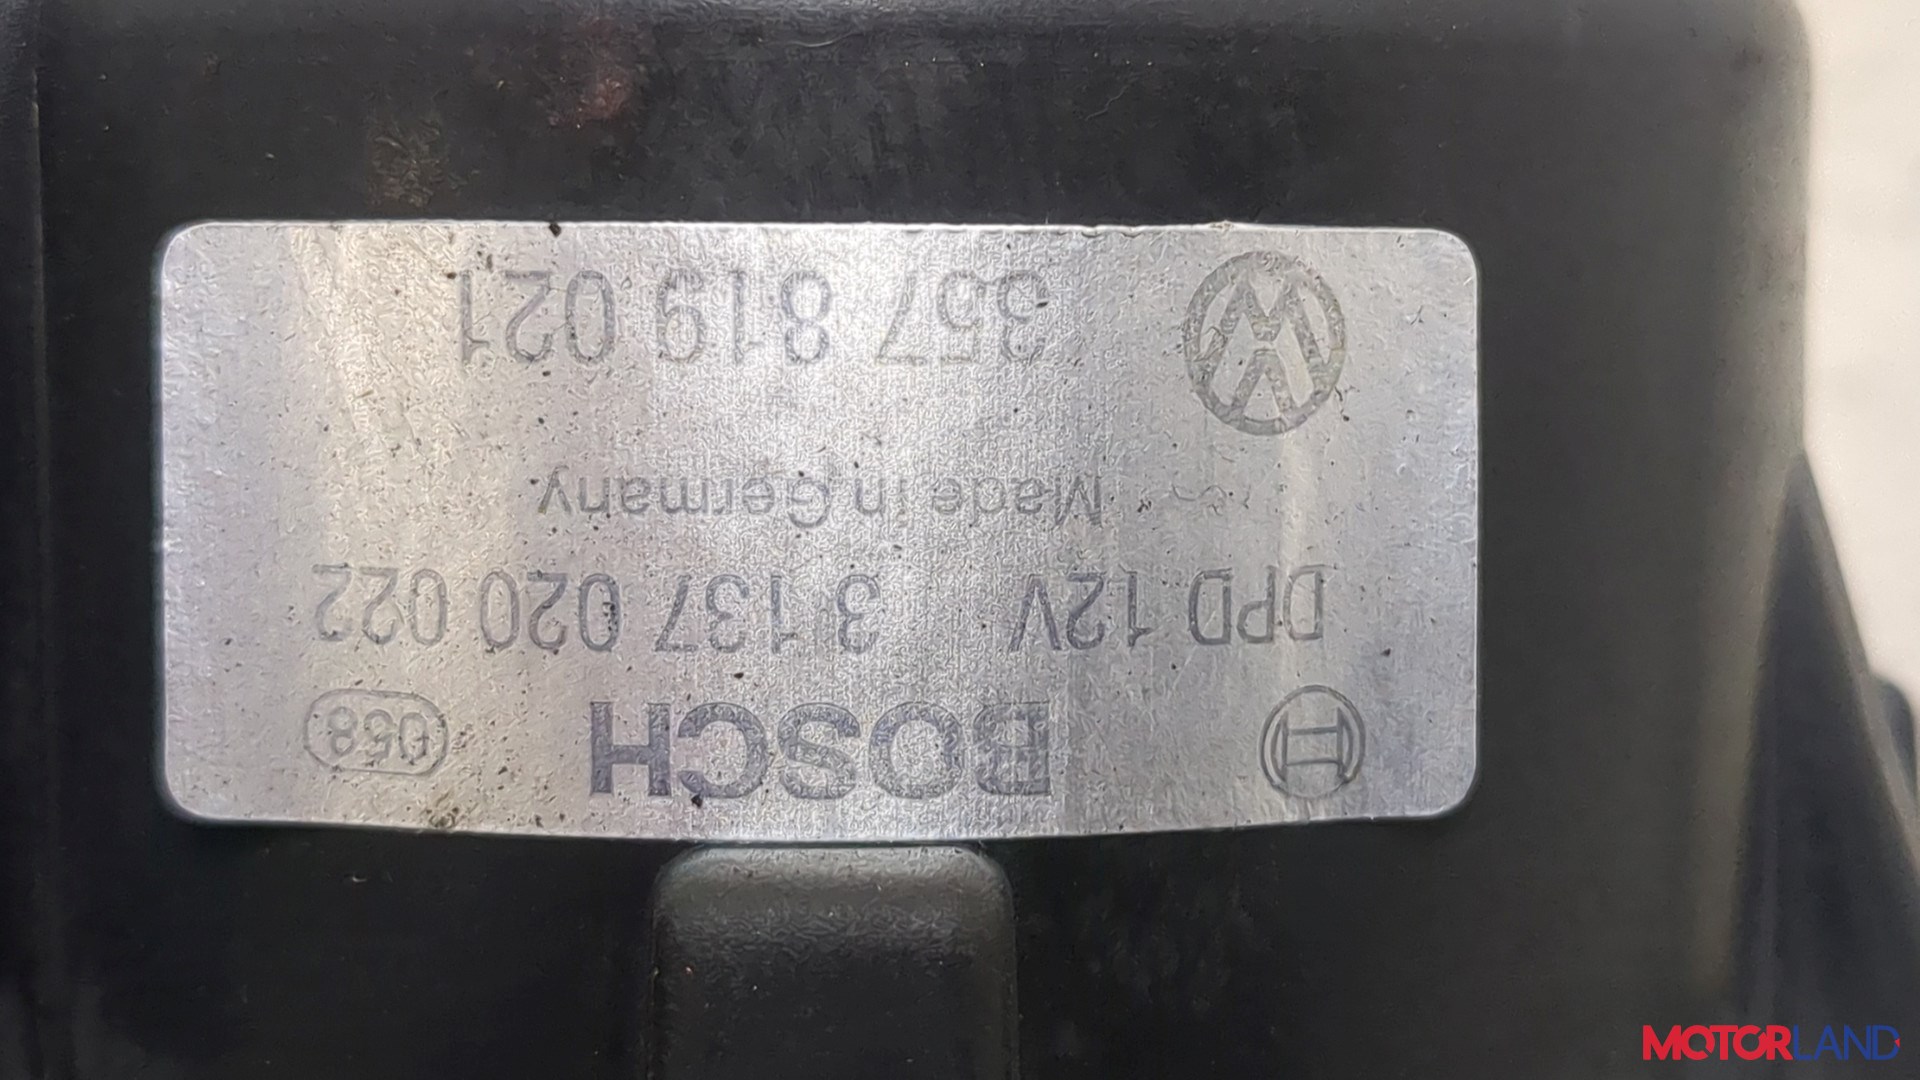 BOSCH 058
DPD 12V 3 137 020 022
Made in Germany
357 819 021
MOTORLAND